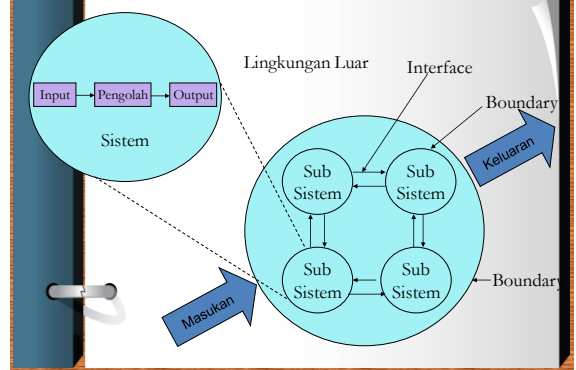 Lingkungan Luar
Interface
Input
Pengolah
Output
Boundary
Sistem
Keluaran
Sub
Sistem
Sub
Sistem
Sub
Sistem
Sub
Sistem
Boundary
Masukan